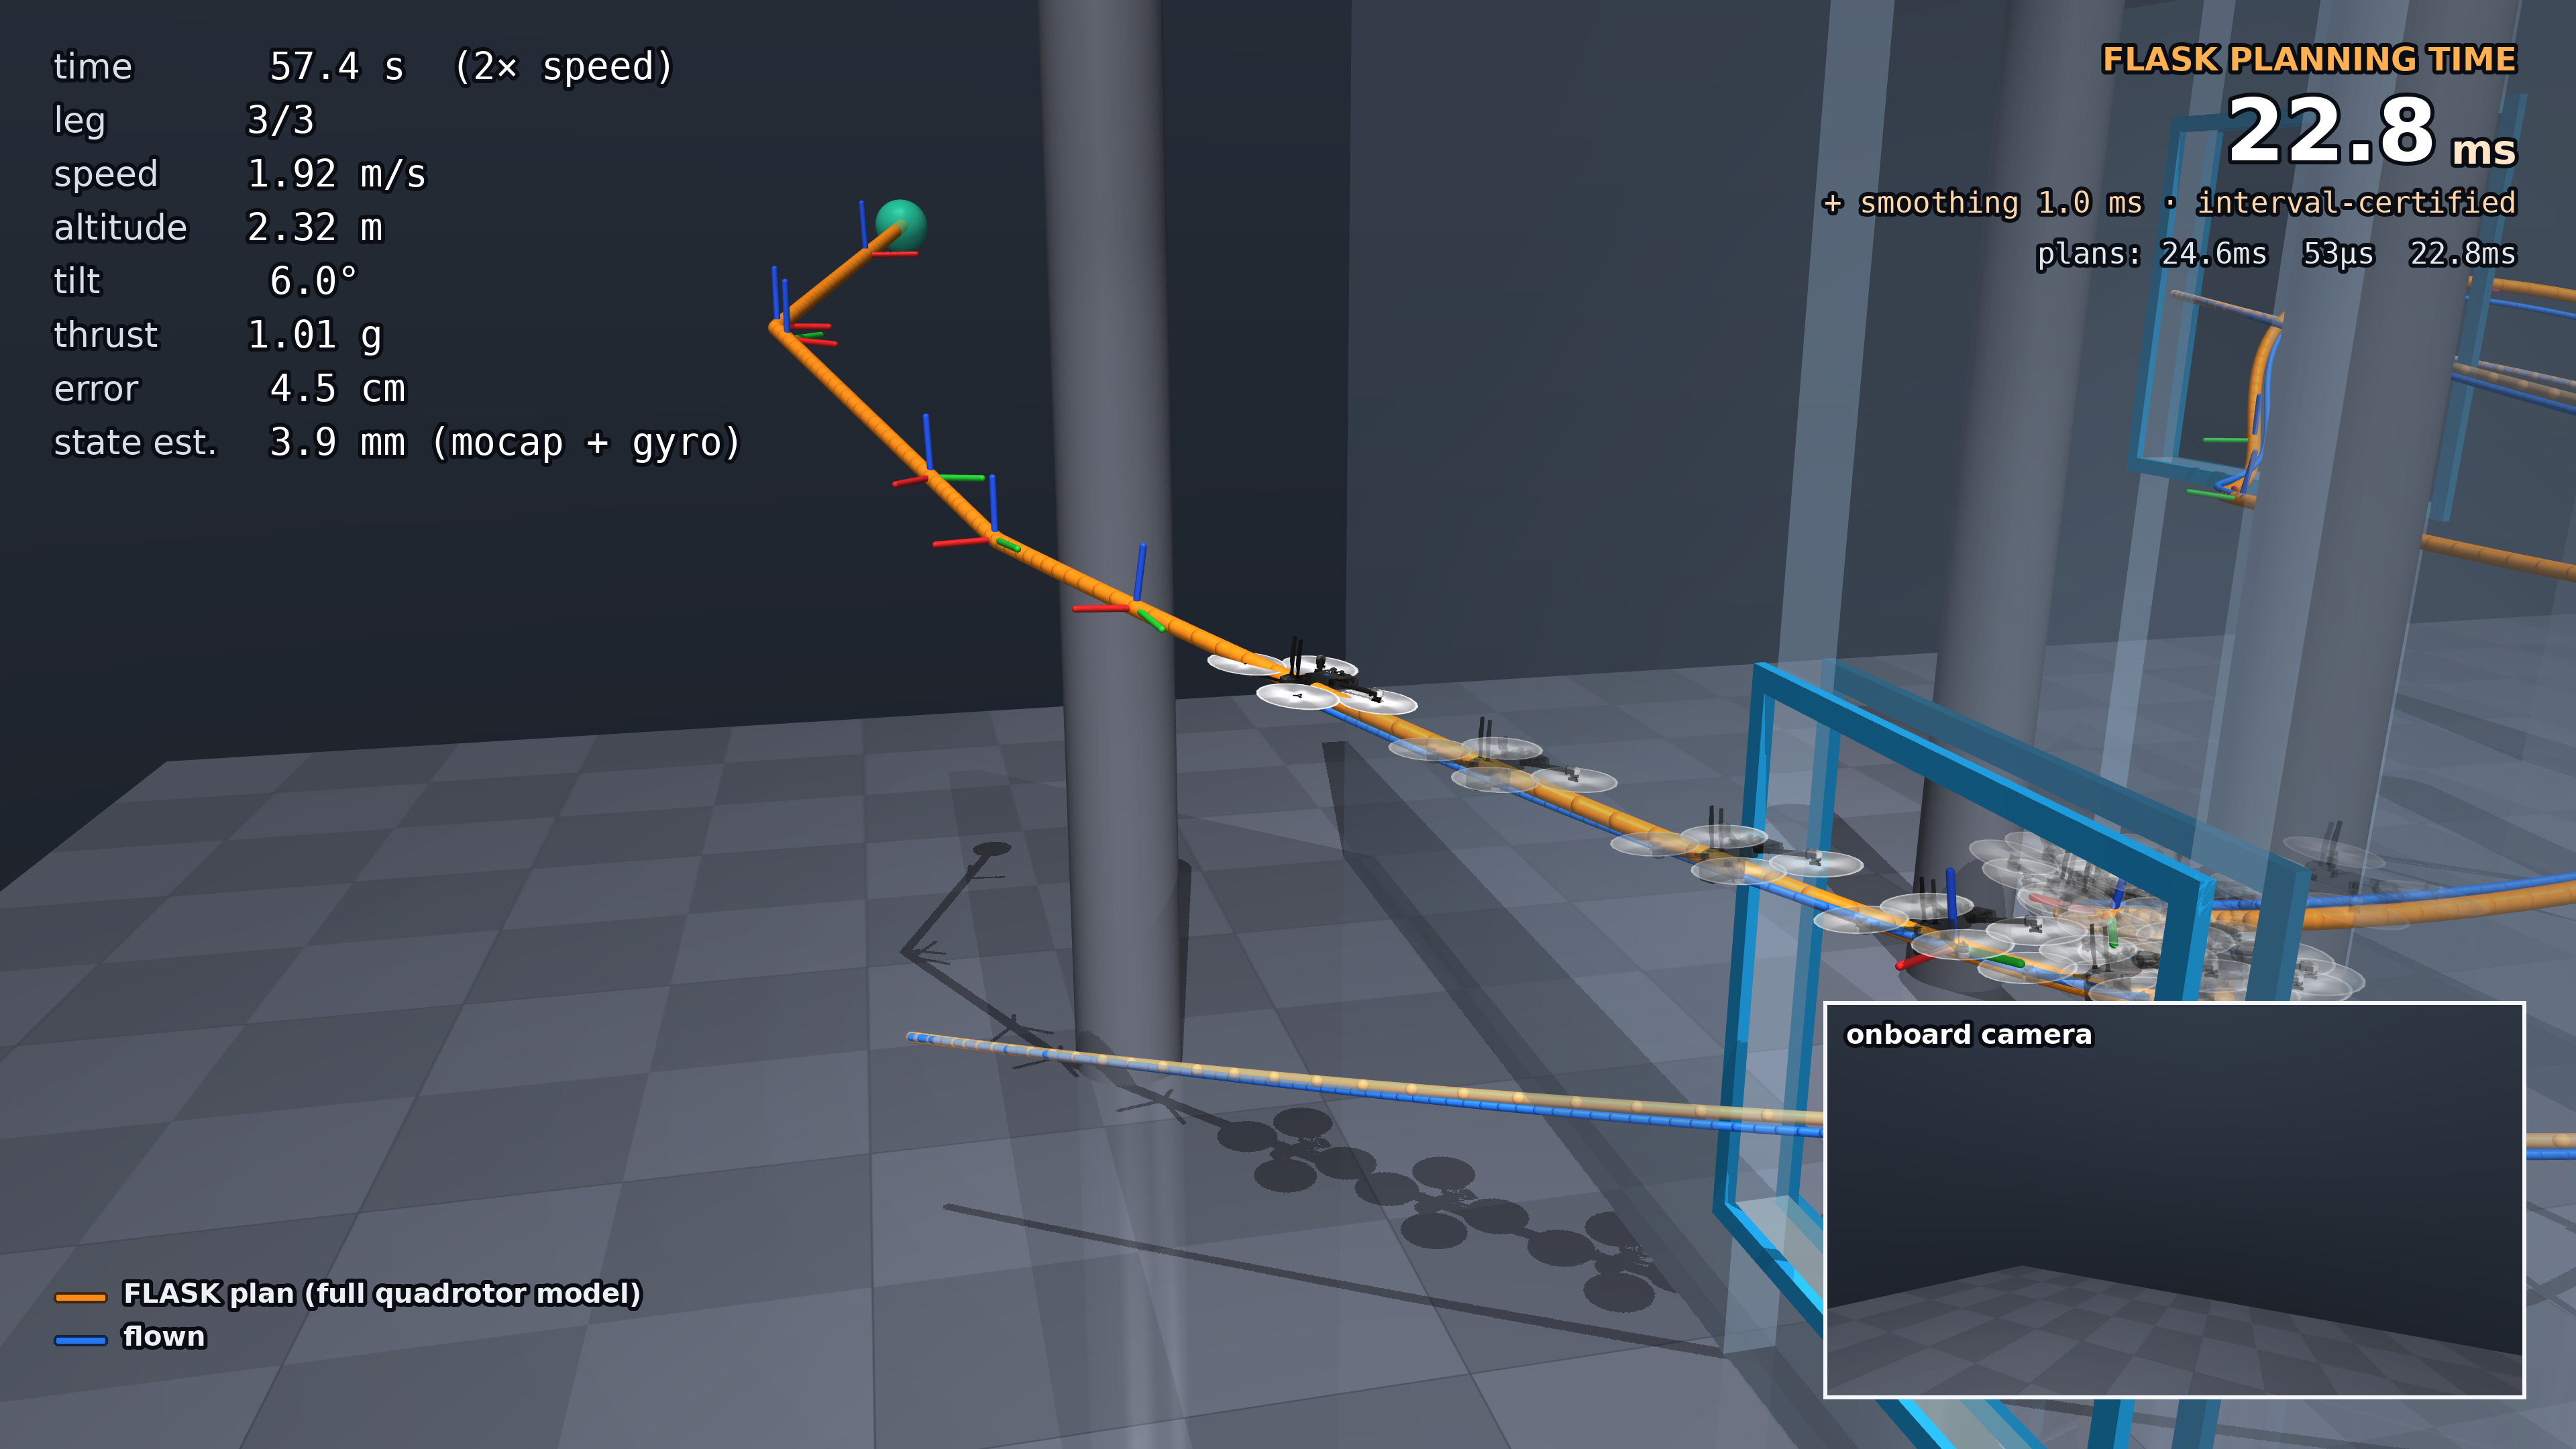 time 57.4 s (2× speed)
leg 3/3
speed 1.92 m/s
altitude 2.32 m
tilt 6.0°
thrust 1.01 g
error 4.5 cm
state est. 3.9 mm (mocap + gyro)
FLASK PLANNING TIME
22.8 ms
+ smoothing 1.0 ms · interval-certified
plans: 24.6ms 53µs 22.8ms
onboard camera
FLASK plan (full quadrotor model)
flown